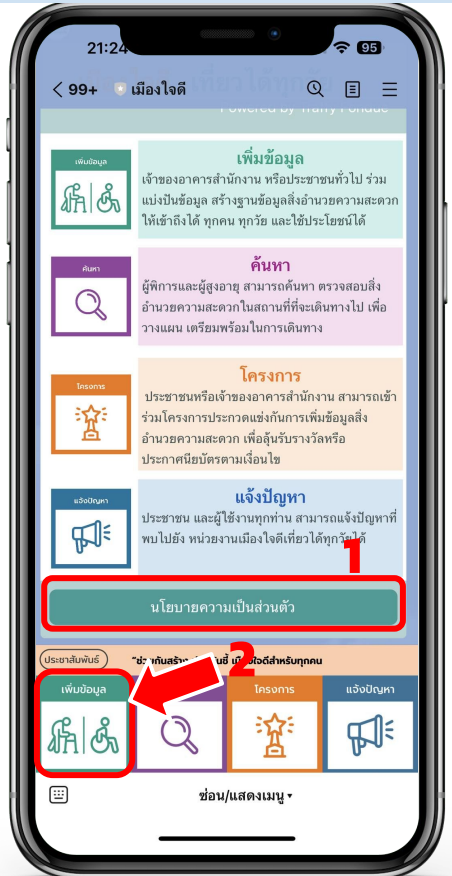 21:24
95
99+
เมืองใจดี
Powered by Traffy Fondue
เพิ่มข้อมูล
เพิ่มข้อมูล
เจ้าของอาคารสำนักงาน หรือประชาชนทั่วไป ร่วม
แบ่งปันข้อมูล สร้างฐานข้อมูลสิ่งอำนวยความสะดวก
ให้เข้าถึงได้ ทุกคน ทุกวัย และใช้ประโยชน์ได้
ค้นหา
ค้นหา
ผู้พิการและผู้สูงอายุ สามารถค้นหา ตรวจสอบสิ่ง
อำนวยความสะดวกในสถานที่ที่จะเดินทางไป เพื่อ
วางแผน เตรียมพร้อมในการเดินทาง
โครงการ
โครงการ
ประชาชนหรือเจ้าของอาคารสำนักงาน สามารถเข้า
ร่วมโครงการประกวดแข่งกันการเพิ่มข้อมูลสิ่ง
อำนวยความสะดวก เพื่อลุ้นรับรางวัลหรือ
ประกาศนียบัตรตามเงื่อนไข
แจ้งปัญหา
แจ้งปัญหา
ประชาชน และผู้ใช้งานทุกท่าน สามารถแจ้งปัญหาที่
พบไปยัง หน่วยงานเมืองใจดีเที่ยวได้ทุกวัยได้
1
นโยบายความเป็นส่วนตัว
ประชาสัมพันธ์
2
เมืองใจดีสำหรับทุกคน
เพิ่มข้อมูล
โครงการ
แจ้งปัญหา
ซ่อน/แสดงเมนู